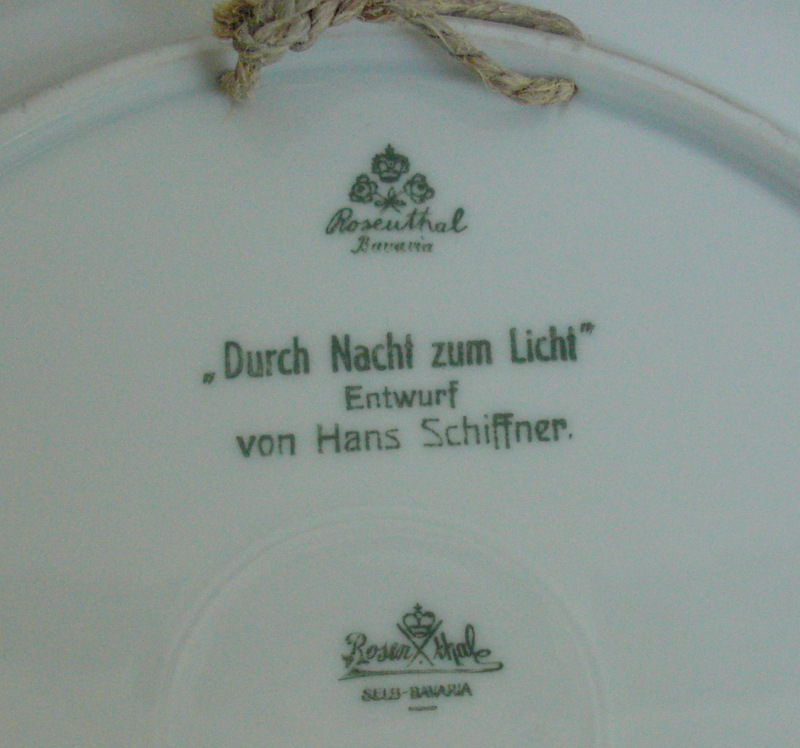 Rosenthal
Bavaria
„Durch Nacht zum Licht”
Entwurf
von Hans Schiffner.
Rosenthal
SELB-BAVARIA